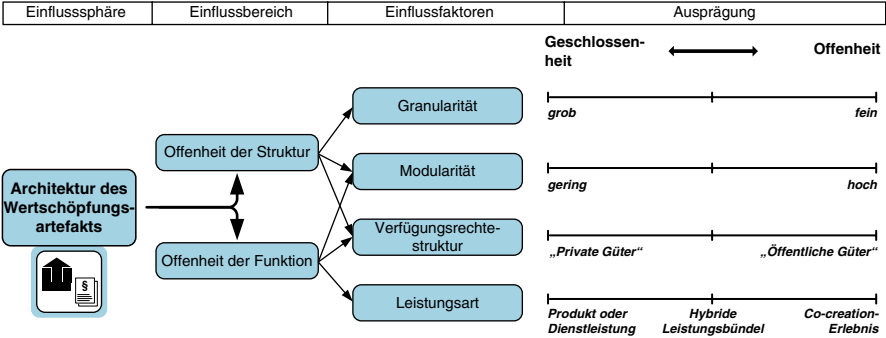 Einflusssphäre
Einflussbereich
Einflussfaktoren
Ausprägung
Geschlossen-
heit
Offenheit
Granularität
grob
fein
Offenheit der Struktur
Modularität
gering
hoch
Architektur des
Wertschöpfungs-
artefakts
Verfügungsrechte-
struktur
„Private Güter“
„Öffentliche Güter“
Offenheit der Funktion
§
Leistungsart
Produkt oder
Dienstleistung
Hybride
Leistungsbündel
Co-creation-
Erlebnis